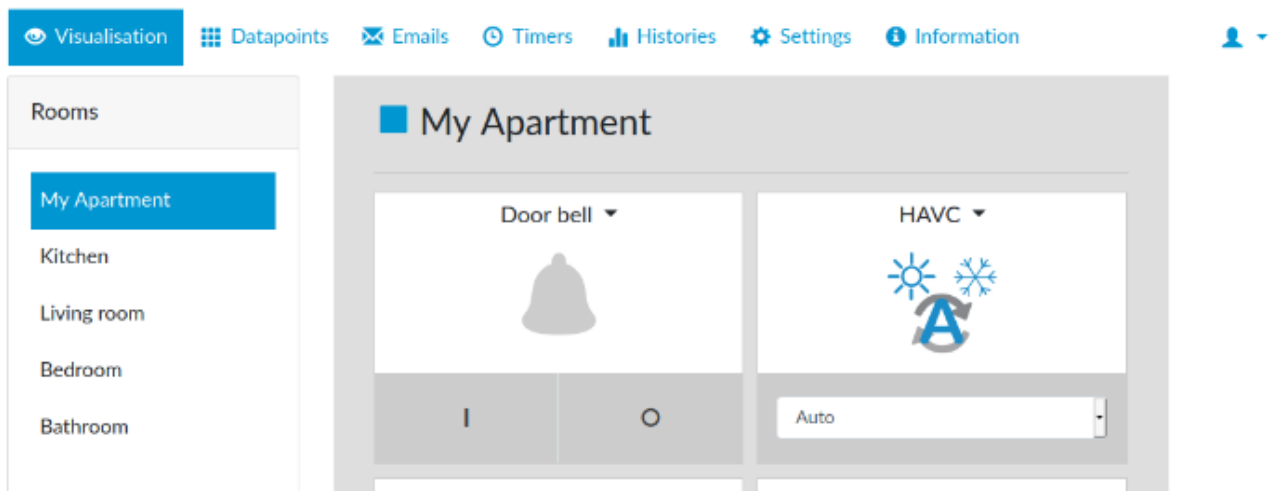 Visualisation Datapoints Emails Timers Histories Settings Information
Rooms
My Apartment
Kitchen
Living room
Bedroom
Bathroom
My Apartment
Door bell
I O
HAVC
A
Auto